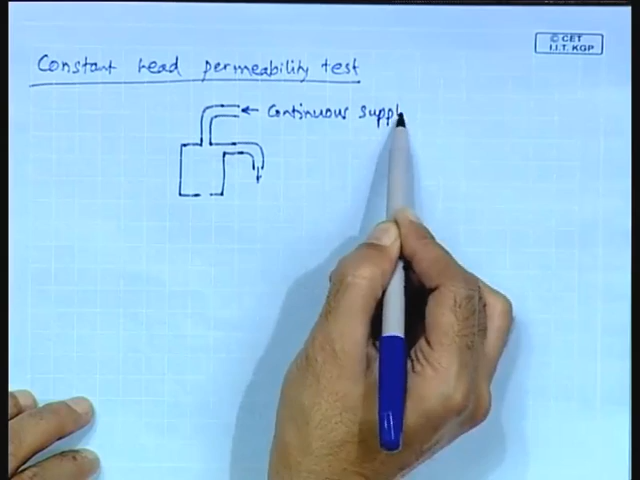 © CET
I.I.T. KGP
Constant head permeability test
Continuous suppl